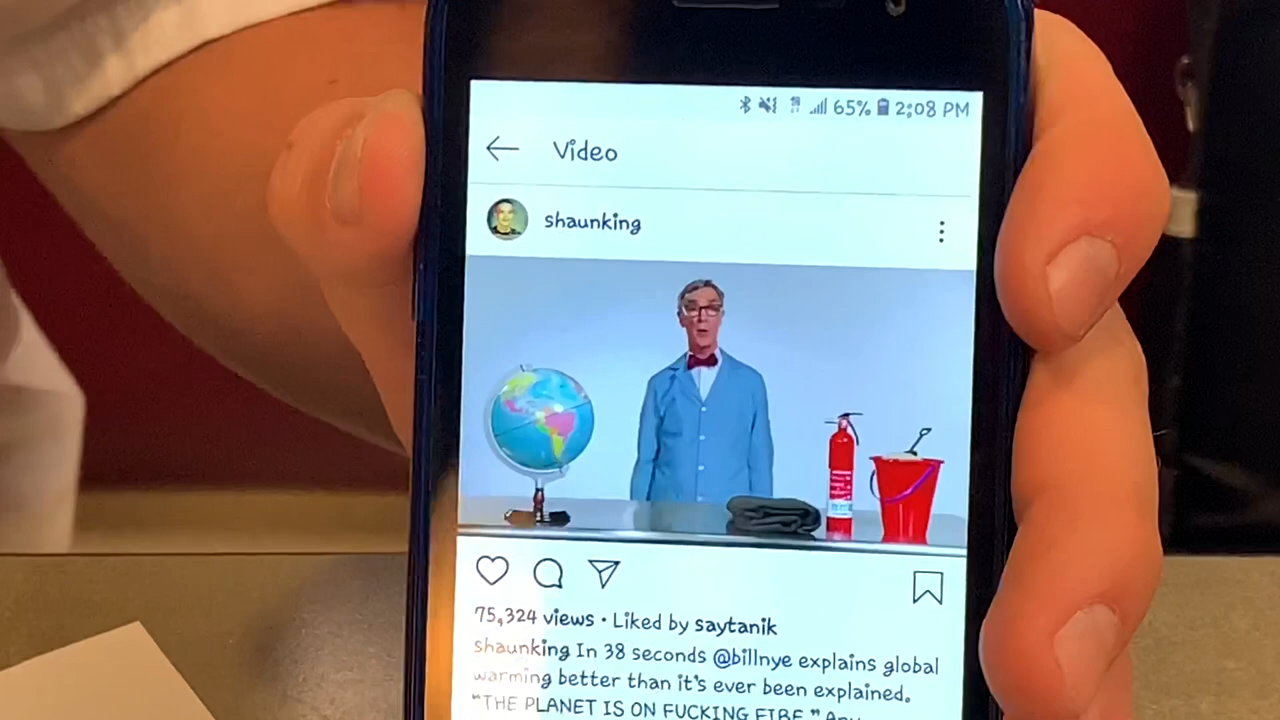 65% 2:08 PM
Video
shaunking
75,324 views • Liked by saytanik
shaunking In 38 seconds @billnye explains global
warming better than it's ever been explained.
"THE PLANET IS ON FUCKING FIRE."